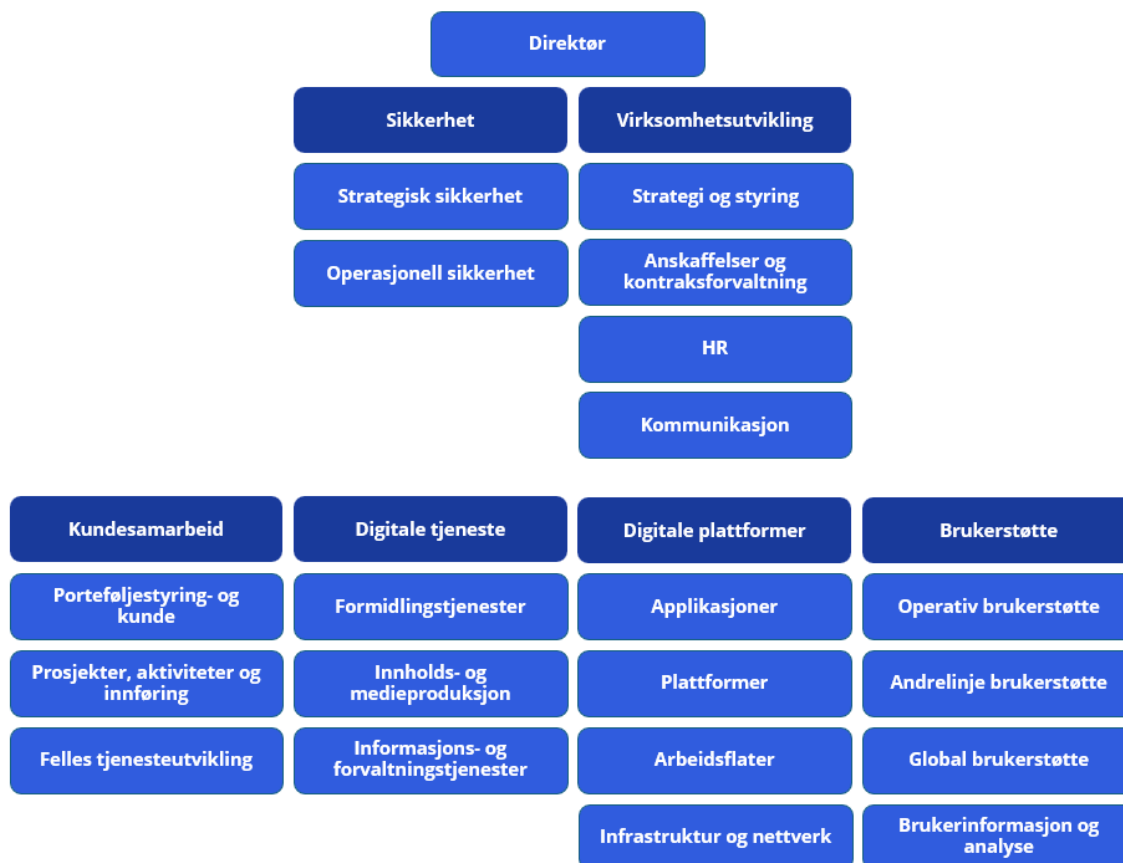 Direktør
Sikkerhet
Virksomhetsutvikling
Strategisk sikkerhet
Strategi og styring
Operasjonell sikkerhet
Anskaffelser og
kontraksforvaltning
HR
Kommunikasjon
Kundesamarbeid
Digitale tjeneste
Digitale plattformer
Brukerstøtte
Porteføljestyring- og
kunde
Formidlingstjenester
Applikasjoner
Operativ brukerstøtte
Prosjekter, aktiviteter og
innføring
Innholds- og
medieproduksjon
Plattformer
Andrelinje brukerstøtte
Felles tjenesteutvikling
Informasjons- og
forvaltningstjenester
Arbeidsflater
Global brukerstøtte
Infrastruktur og nettverk
Brukerinformasjon og
analyse